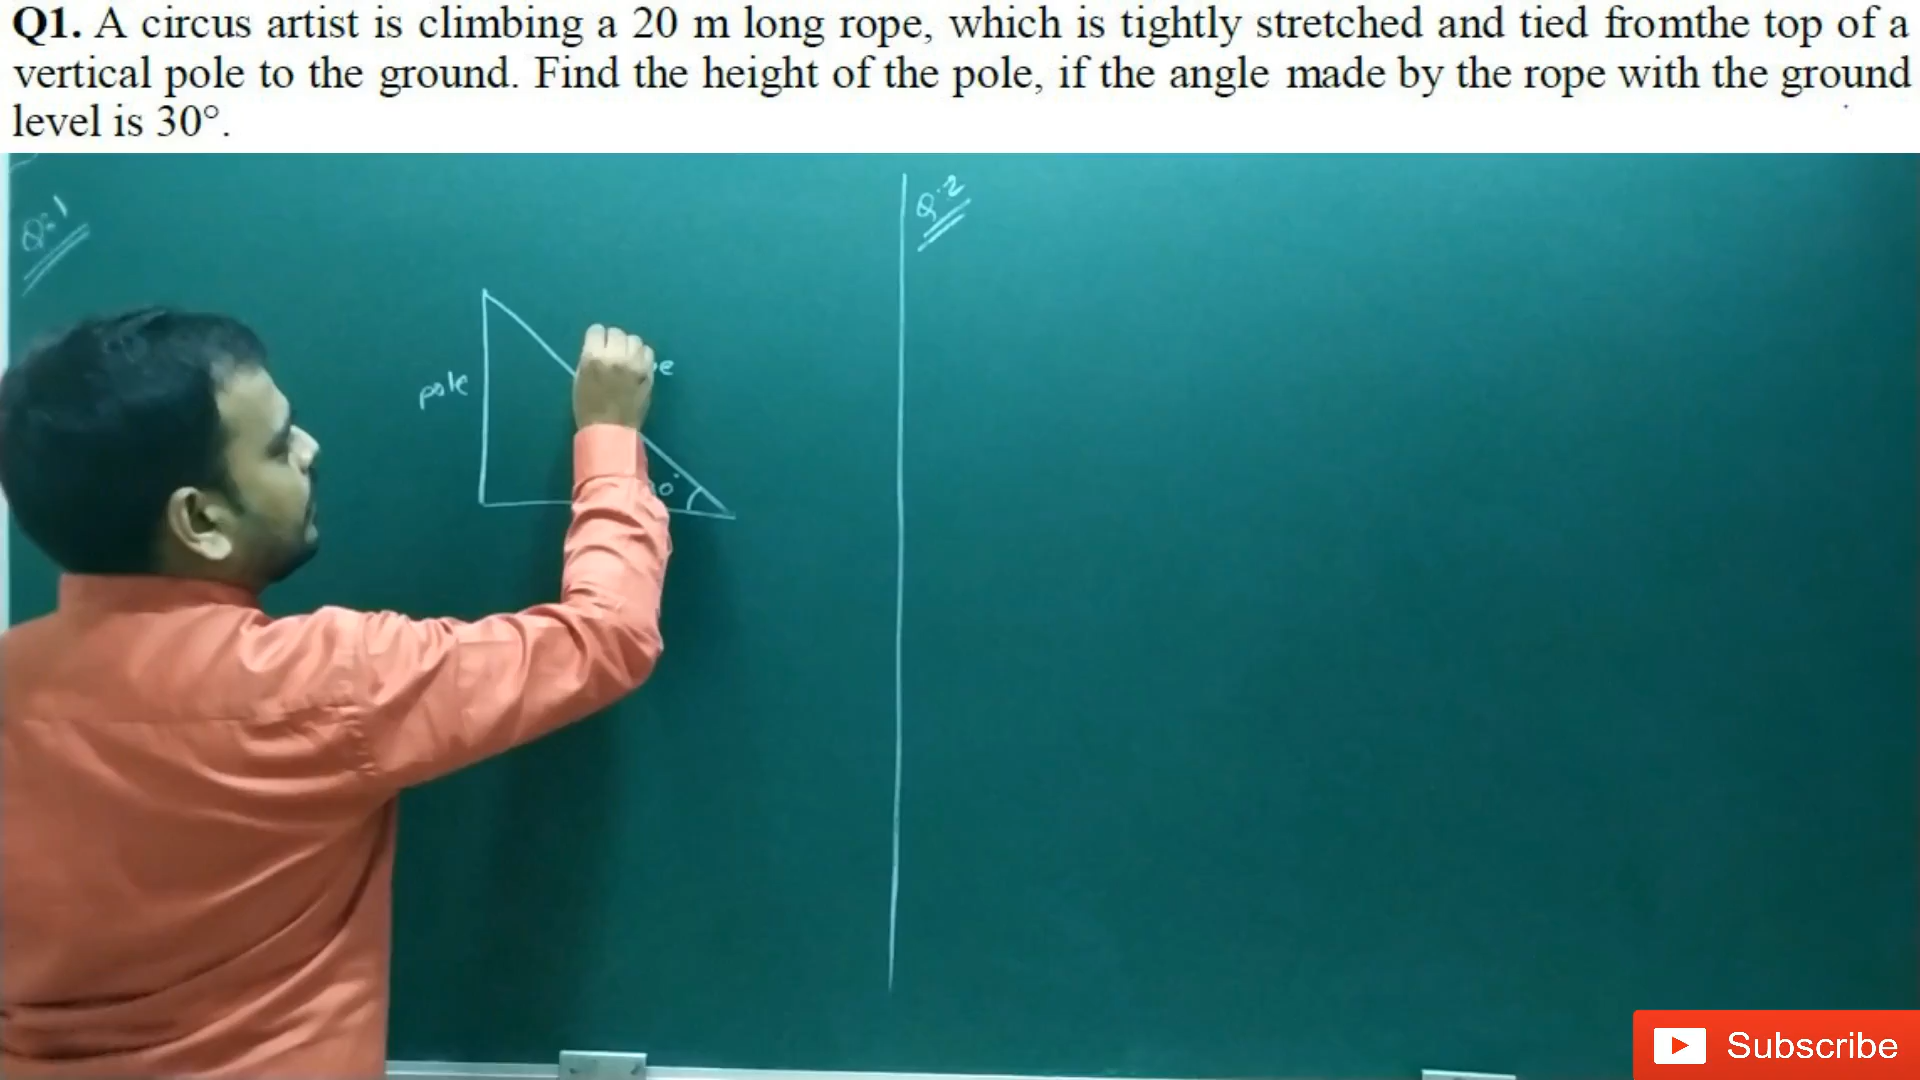 Q1. A circus artist is climbing a 20 m long rope, which is tightly stretched and tied fromthe top of a
vertical pole to the ground. Find the height of the pole, if the angle made by the rope with the ground
level is 30°.
Q:1
Q:2
pole
Subscribe